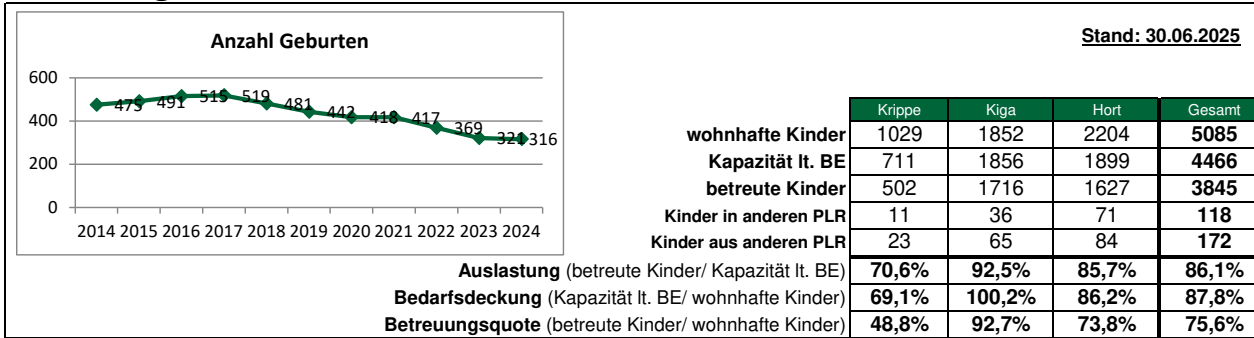 Anzahl Geburten
Stand: 30.06.2025
600
400
200
0
475 491 515 519 481 442 418 417 369 321 316
2014 2015 2016 2017 2018 2019 2020 2021 2022 2023 2024
Krippe Kiga Hort Gesamt
wohnhafte Kinder 1029 1852 2204 5085
Kapazität lt. BE 711 1856 1899 4466
betreute Kinder 502 1716 1627 3845
Kinder in anderen PLR 11 36 71 118
Kinder aus anderen PLR 23 65 84 172
Auslastung (betreute Kinder/ Kapazität lt. BE) 70,6% 92,5% 85,7% 86,1%
Bedarfsdeckung (Kapazität lt. BE/ wohnhafte Kinder) 69,1% 100,2% 86,2% 87,8%
Betreuungsquote (betreute Kinder/ wohnhafte Kinder) 48,8% 92,7% 73,8% 75,6%